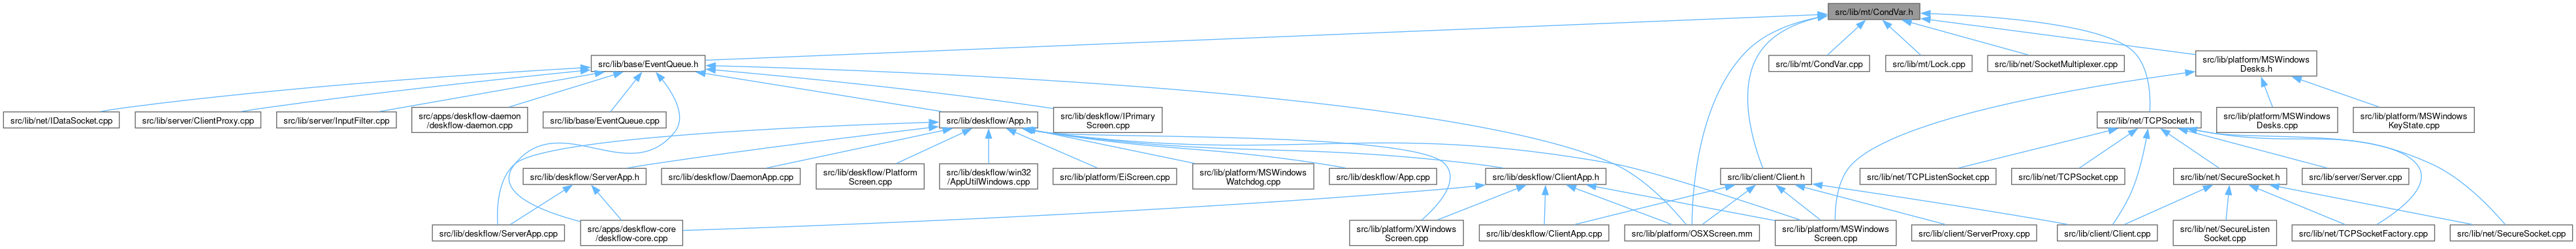 src/lib/mt/CondVar.h
src/lib/base/EventQueue.h
src/lib/mt/CondVar.cpp
src/lib/mt/Lock.cpp
src/lib/net/SocketMultiplexer.cpp
src/lib/platform/MSWindows
Desks.h
src/lib/net/IDataSocket.cpp
src/lib/server/ClientProxy.cpp
src/lib/server/InputFilter.cpp
src/apps/deskflow-daemon
/deskflow-daemon.cpp
src/lib/base/EventQueue.cpp
src/lib/deskflow/App.h
src/lib/deskflow/IPrimary
Screen.cpp
src/lib/net/TCPSocket.h
src/lib/platform/MSWindows
Desks.cpp
src/lib/platform/MSWindows
KeyState.cpp
src/lib/deskflow/ServerApp.h
src/lib/deskflow/DaemonApp.cpp
src/lib/deskflow/Platform
Screen.cpp
src/lib/deskflow/win32
/AppUtilWindows.cpp
src/lib/platform/EiScreen.cpp
src/lib/platform/MSWindows
Watchdog.cpp
src/lib/deskflow/App.cpp
src/lib/deskflow/ClientApp.h
src/lib/client/Client.h
src/lib/net/TCPListenSocket.cpp
src/lib/net/TCPSocket.cpp
src/lib/net/SecureSocket.h
src/lib/server/Server.cpp
src/lib/deskflow/ServerApp.cpp
src/apps/deskflow-core
/deskflow-core.cpp
src/lib/platform/XWindows
Screen.cpp
src/lib/deskflow/ClientApp.cpp
src/lib/platform/OSXScreen.mm
src/lib/platform/MSWindows
Screen.cpp
src/lib/client/ServerProxy.cpp
src/lib/client/Client.cpp
src/lib/net/SecureListen
Socket.cpp
src/lib/net/TCPSocketFactory.cpp
src/lib/net/SecureSocket.cpp